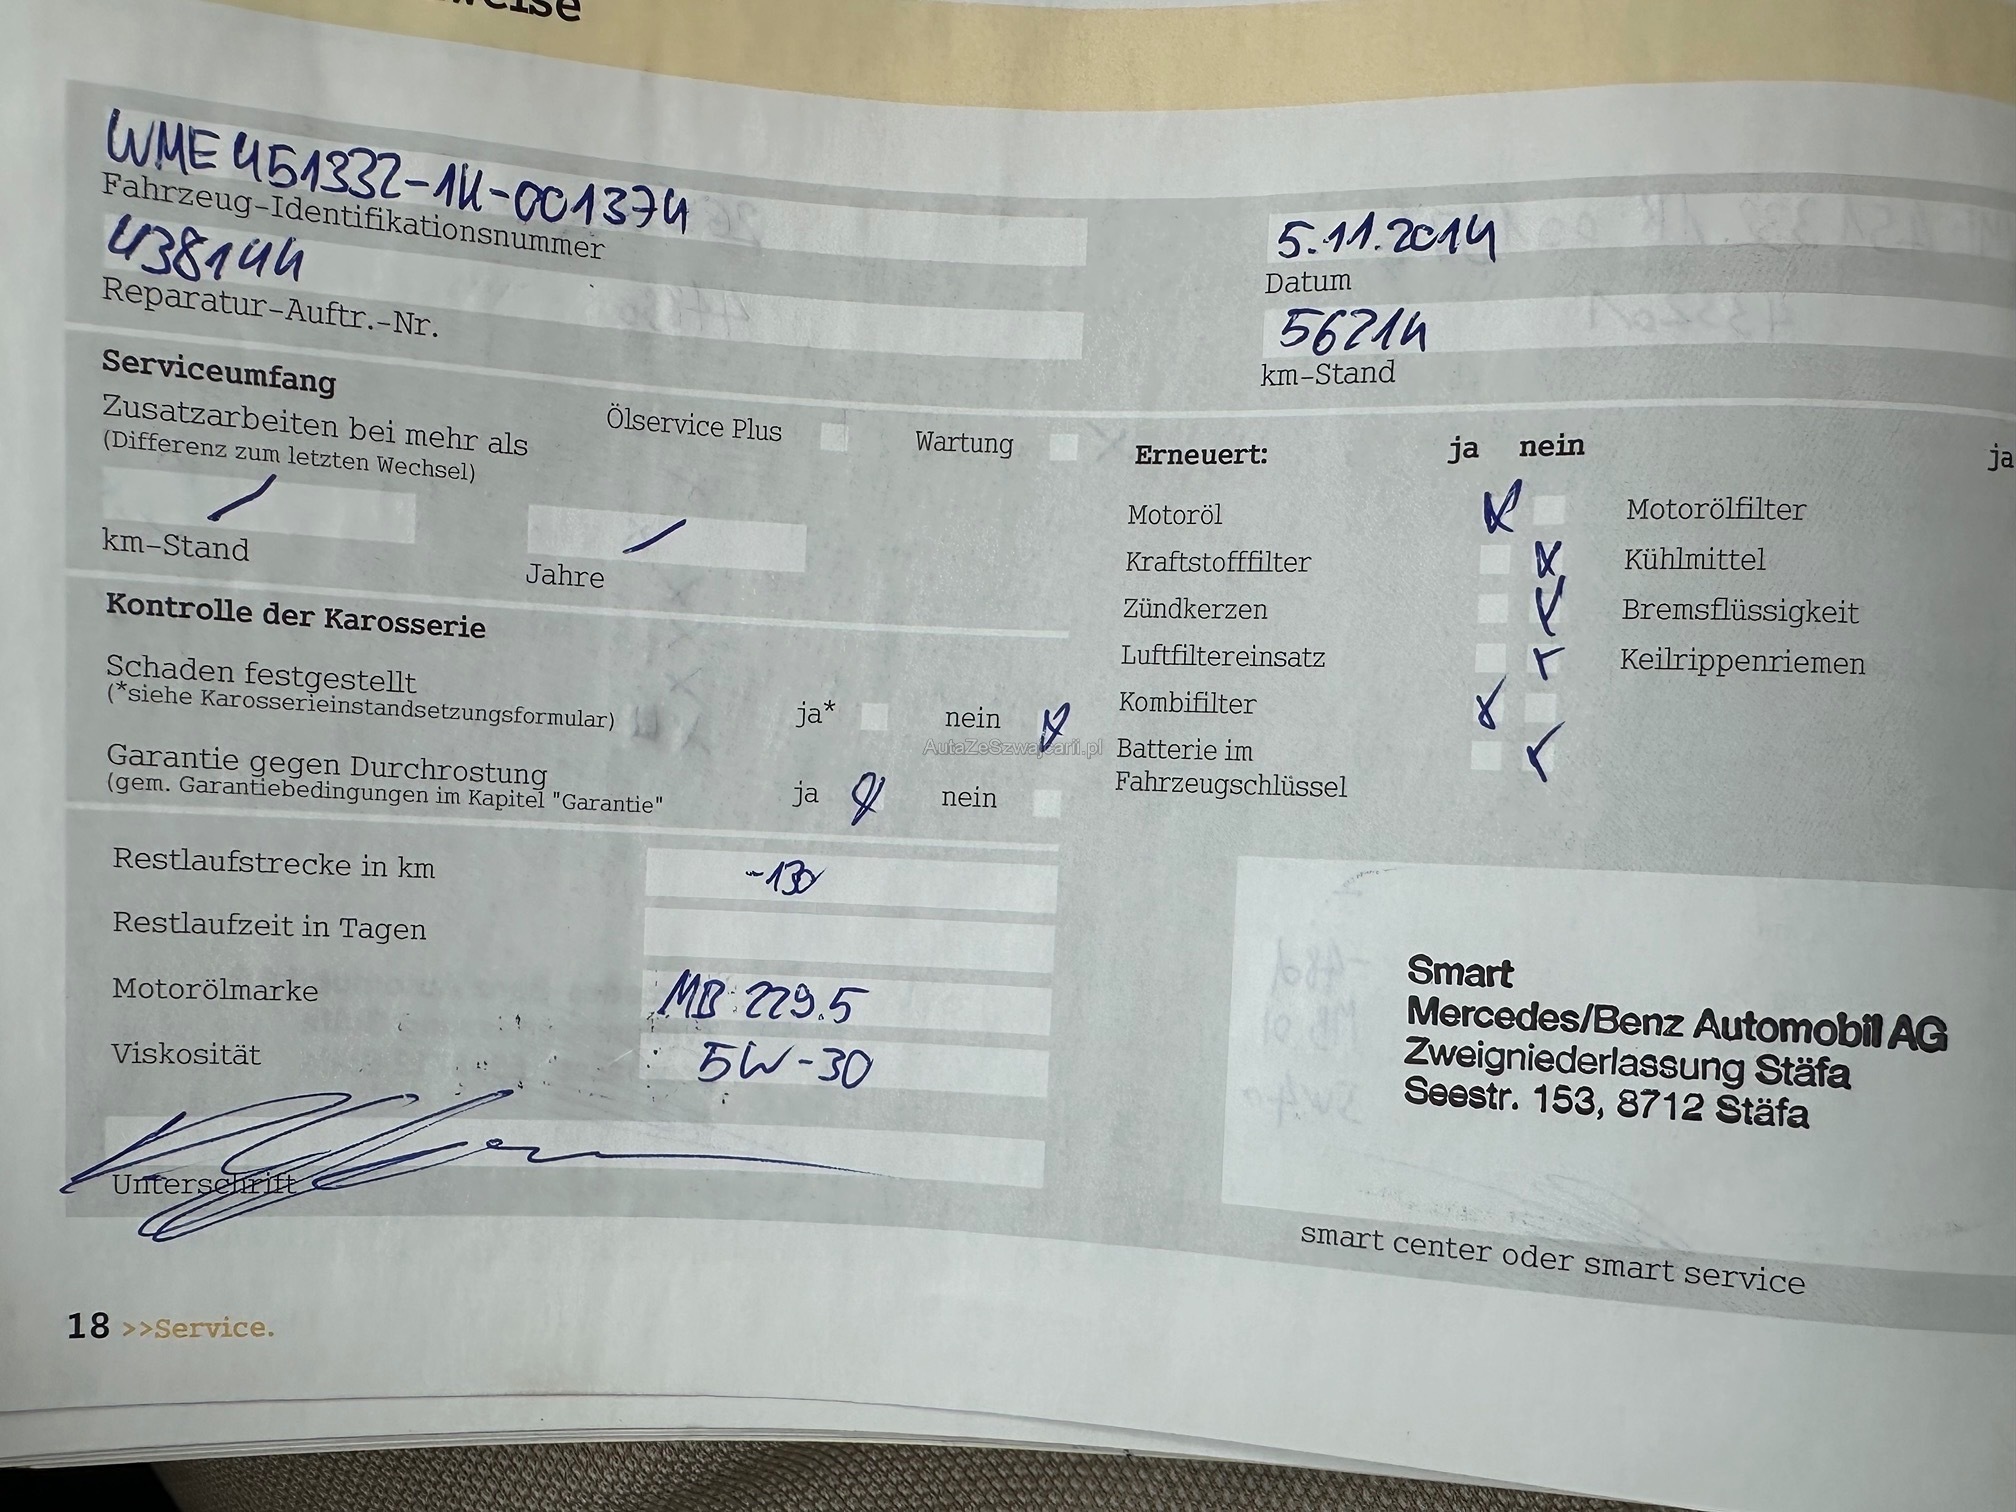 WME451332-1K-001374
Fahrzeug-Identifikationsnummer
438144
Reparatur-Auftr.-Nr.
5.11.2014
Datum
56214
km-Stand
Serviceumfang
Zusatzarbeiten bei mehr als
(Differenz zum letzten Wechsel)
Ölservice Plus
Wartung
km-Stand
Jahre
Kontrolle der Karosserie
Schaden festgestellt
(*siehe Karosserieinstandsetzungsformular)
ja*
nein
Garantie gegen Durchrostung
(gem. Garantiebedingungen im Kapitel "Garantie"
ja
nein
Restlaufstrecke in km
-130
Restlaufzeit in Tagen
Motorölmarke
MB 229.5
Viskosität
5W-30
Unterschrift
Erneuert:
ja nein
ja
Motoröl
Motorölfilter
Kraftstofffilter
Kühlmittel
Zündkerzen
Bremsflüssigkeit
Luftfiltereinsatz
Keilrippenriemen
Kombifilter
Batterie im
Fahrzeugschlüssel
AutaZeSzwajcarii.pl
Smart
Mercedes/Benz Automobil AG
Zweigniederlassung Stäfa
Seestr. 153, 8712 Stäfa
smart center oder smart service
18 >>Service.